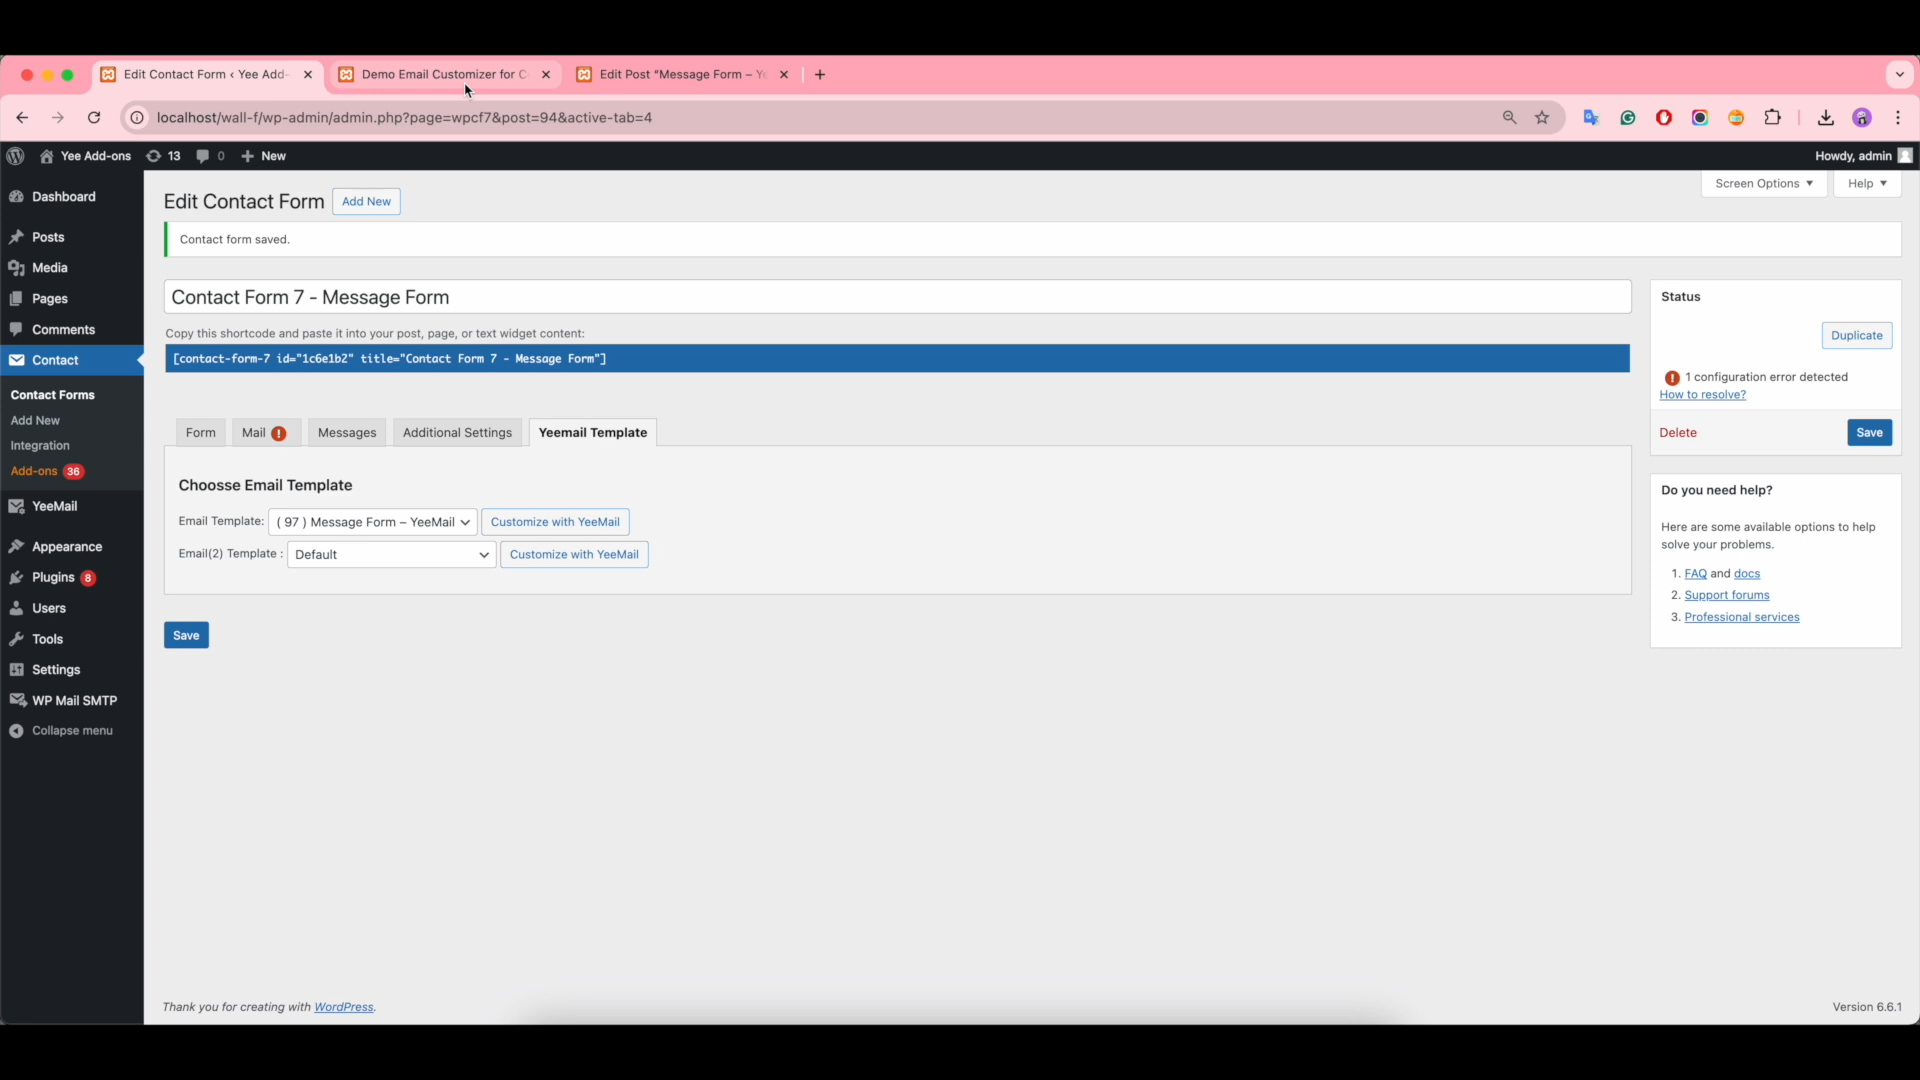 Edit Contact Form ‹ Yee Add-
Demo Email Customizer for C
Edit Post "Message Form – Y
localhost/wall-f/wp-admin/admin.php?page=wpcf7&post=94&active-tab=4
Yee Add-ons
13
0
New
Howdy, admin
Dashboard
Posts
Media
Pages
Comments
Contact
Contact Forms
Add New
Integration
Add-ons 36
YeeMail
Appearance
Plugins 8
Users
Tools
Settings
WP Mail SMTP
Collapse menu
Screen Options
Help
Edit Contact Form
Add New
Contact form saved.
Contact Form 7 - Message Form
Copy this shortcode and paste it into your post, page, or text widget content:
[contact-form-7 id="1c6e1b2" title="Contact Form 7 - Message Form"]
Form
Mail !
Messages
Additional Settings
Yeemail Template
Choosse Email Template
Email Template: ( 97 ) Message Form – YeeMail Customize with YeeMail
Email(2) Template : Default Customize with YeeMail
Save
Status
Duplicate
! 1 configuration error detected
How to resolve?
Delete
Save
Do you need help?
Here are some available options to help
solve your problems.
1. FAQ and docs
2. Support forums
3. Professional services
Thank you for creating with WordPress.
Version 6.6.1